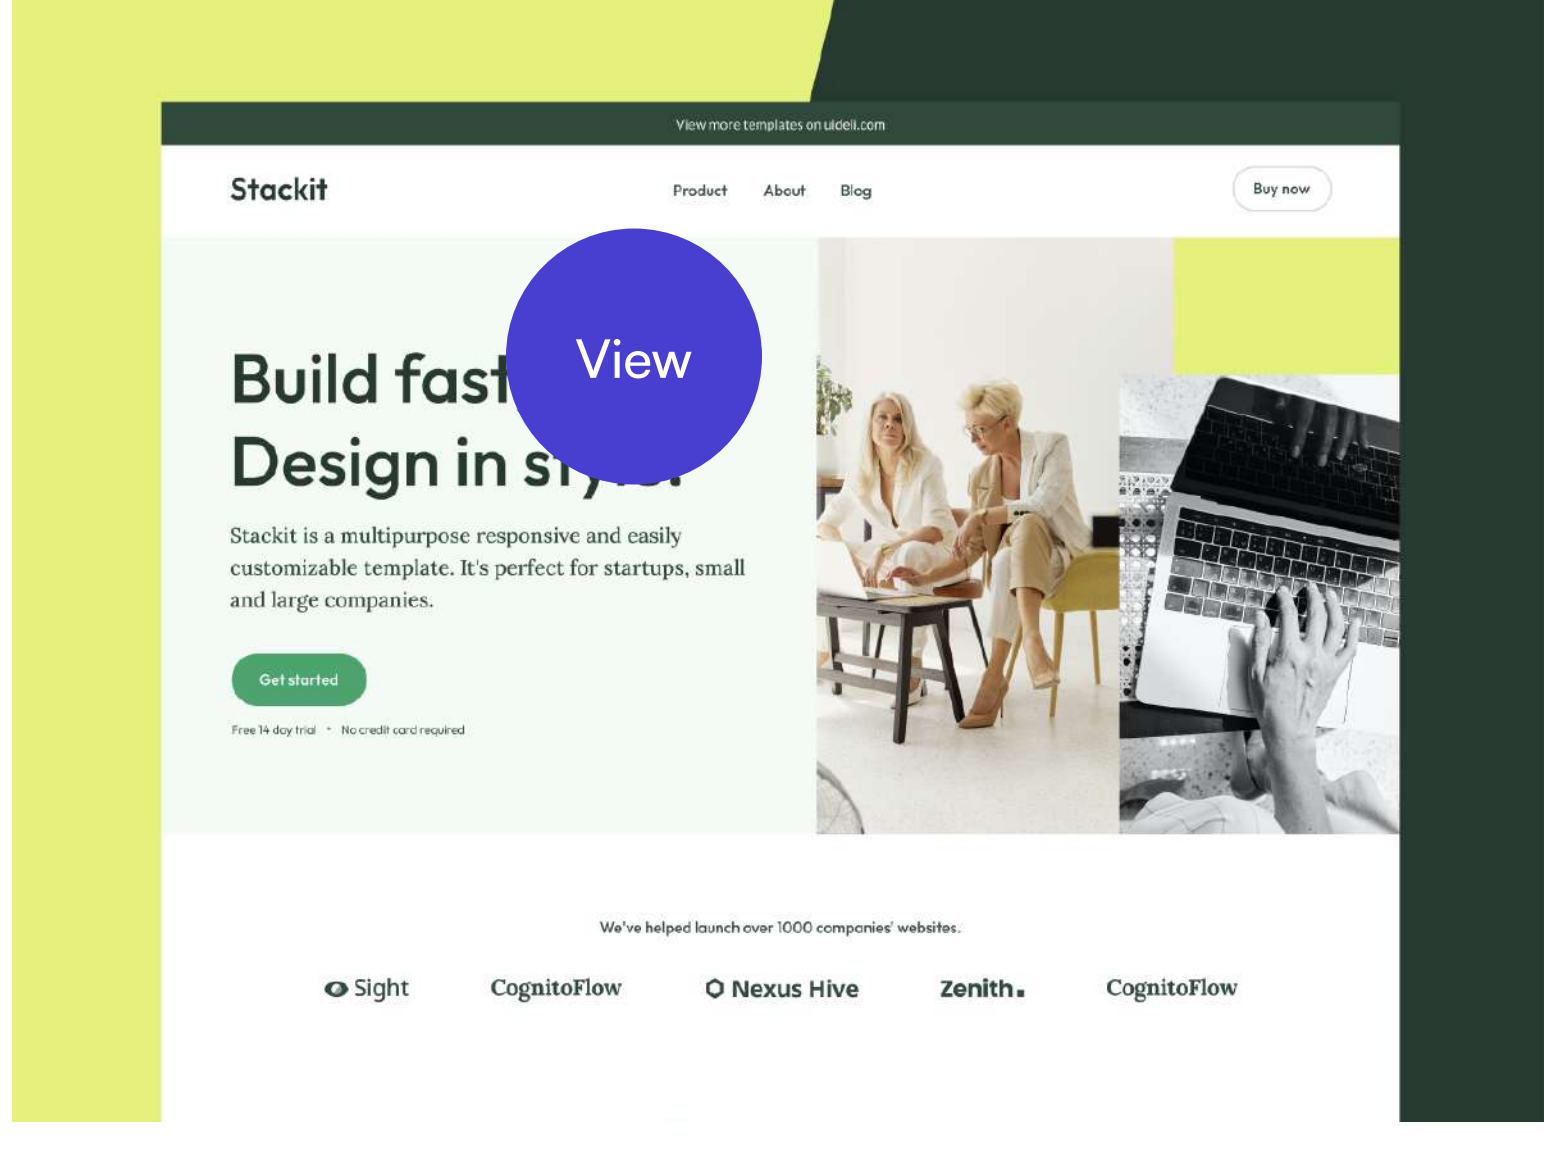 View more templates on uideli.com
Stackit
Product About Blog
Buy now
View
Build fast,
Design in style.
Stackit is a multipurpose responsive and easily
customizable template. It's perfect for startups, small
and large companies.
Get started
Free 14 day trial • No credit card required
We've helped launch over 1000 companies' websites.
Sight CognitoFlow Nexus Hive Zenith. CognitoFlow